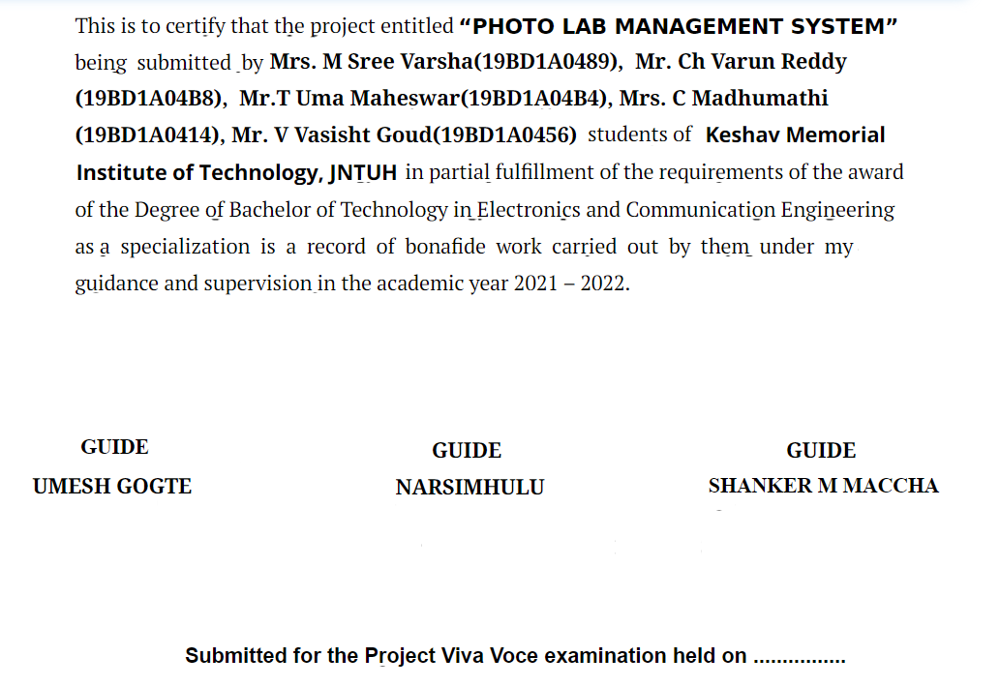 This is to certify that the project entitled “PHOTO LAB MANAGEMENT SYSTEM”
being submitted by Mrs. M Sree Varsha(19BD1A0489), Mr. Ch Varun Reddy
(19BD1A04B8), Mr.T Uma Maheswar(19BD1A04B4), Mrs. C Madhumathi
(19BD1A0414), Mr. V Vasisht Goud(19BD1A0456) students of Keshav Memorial
Institute of Technology, JNTUH in partial fulfillment of the requirements of the award
of the Degree of Bachelor of Technology in Electronics and Communication Engineering
as a specialization is a record of bonafide work carried out by them under my
guidance and supervision in the academic year 2021 – 2022.
GUIDE GUIDE GUIDE
UMESH GOGTE NARSIMHULU SHANKER M MACCHA
Submitted for the Project Viva Voce examination held on ................